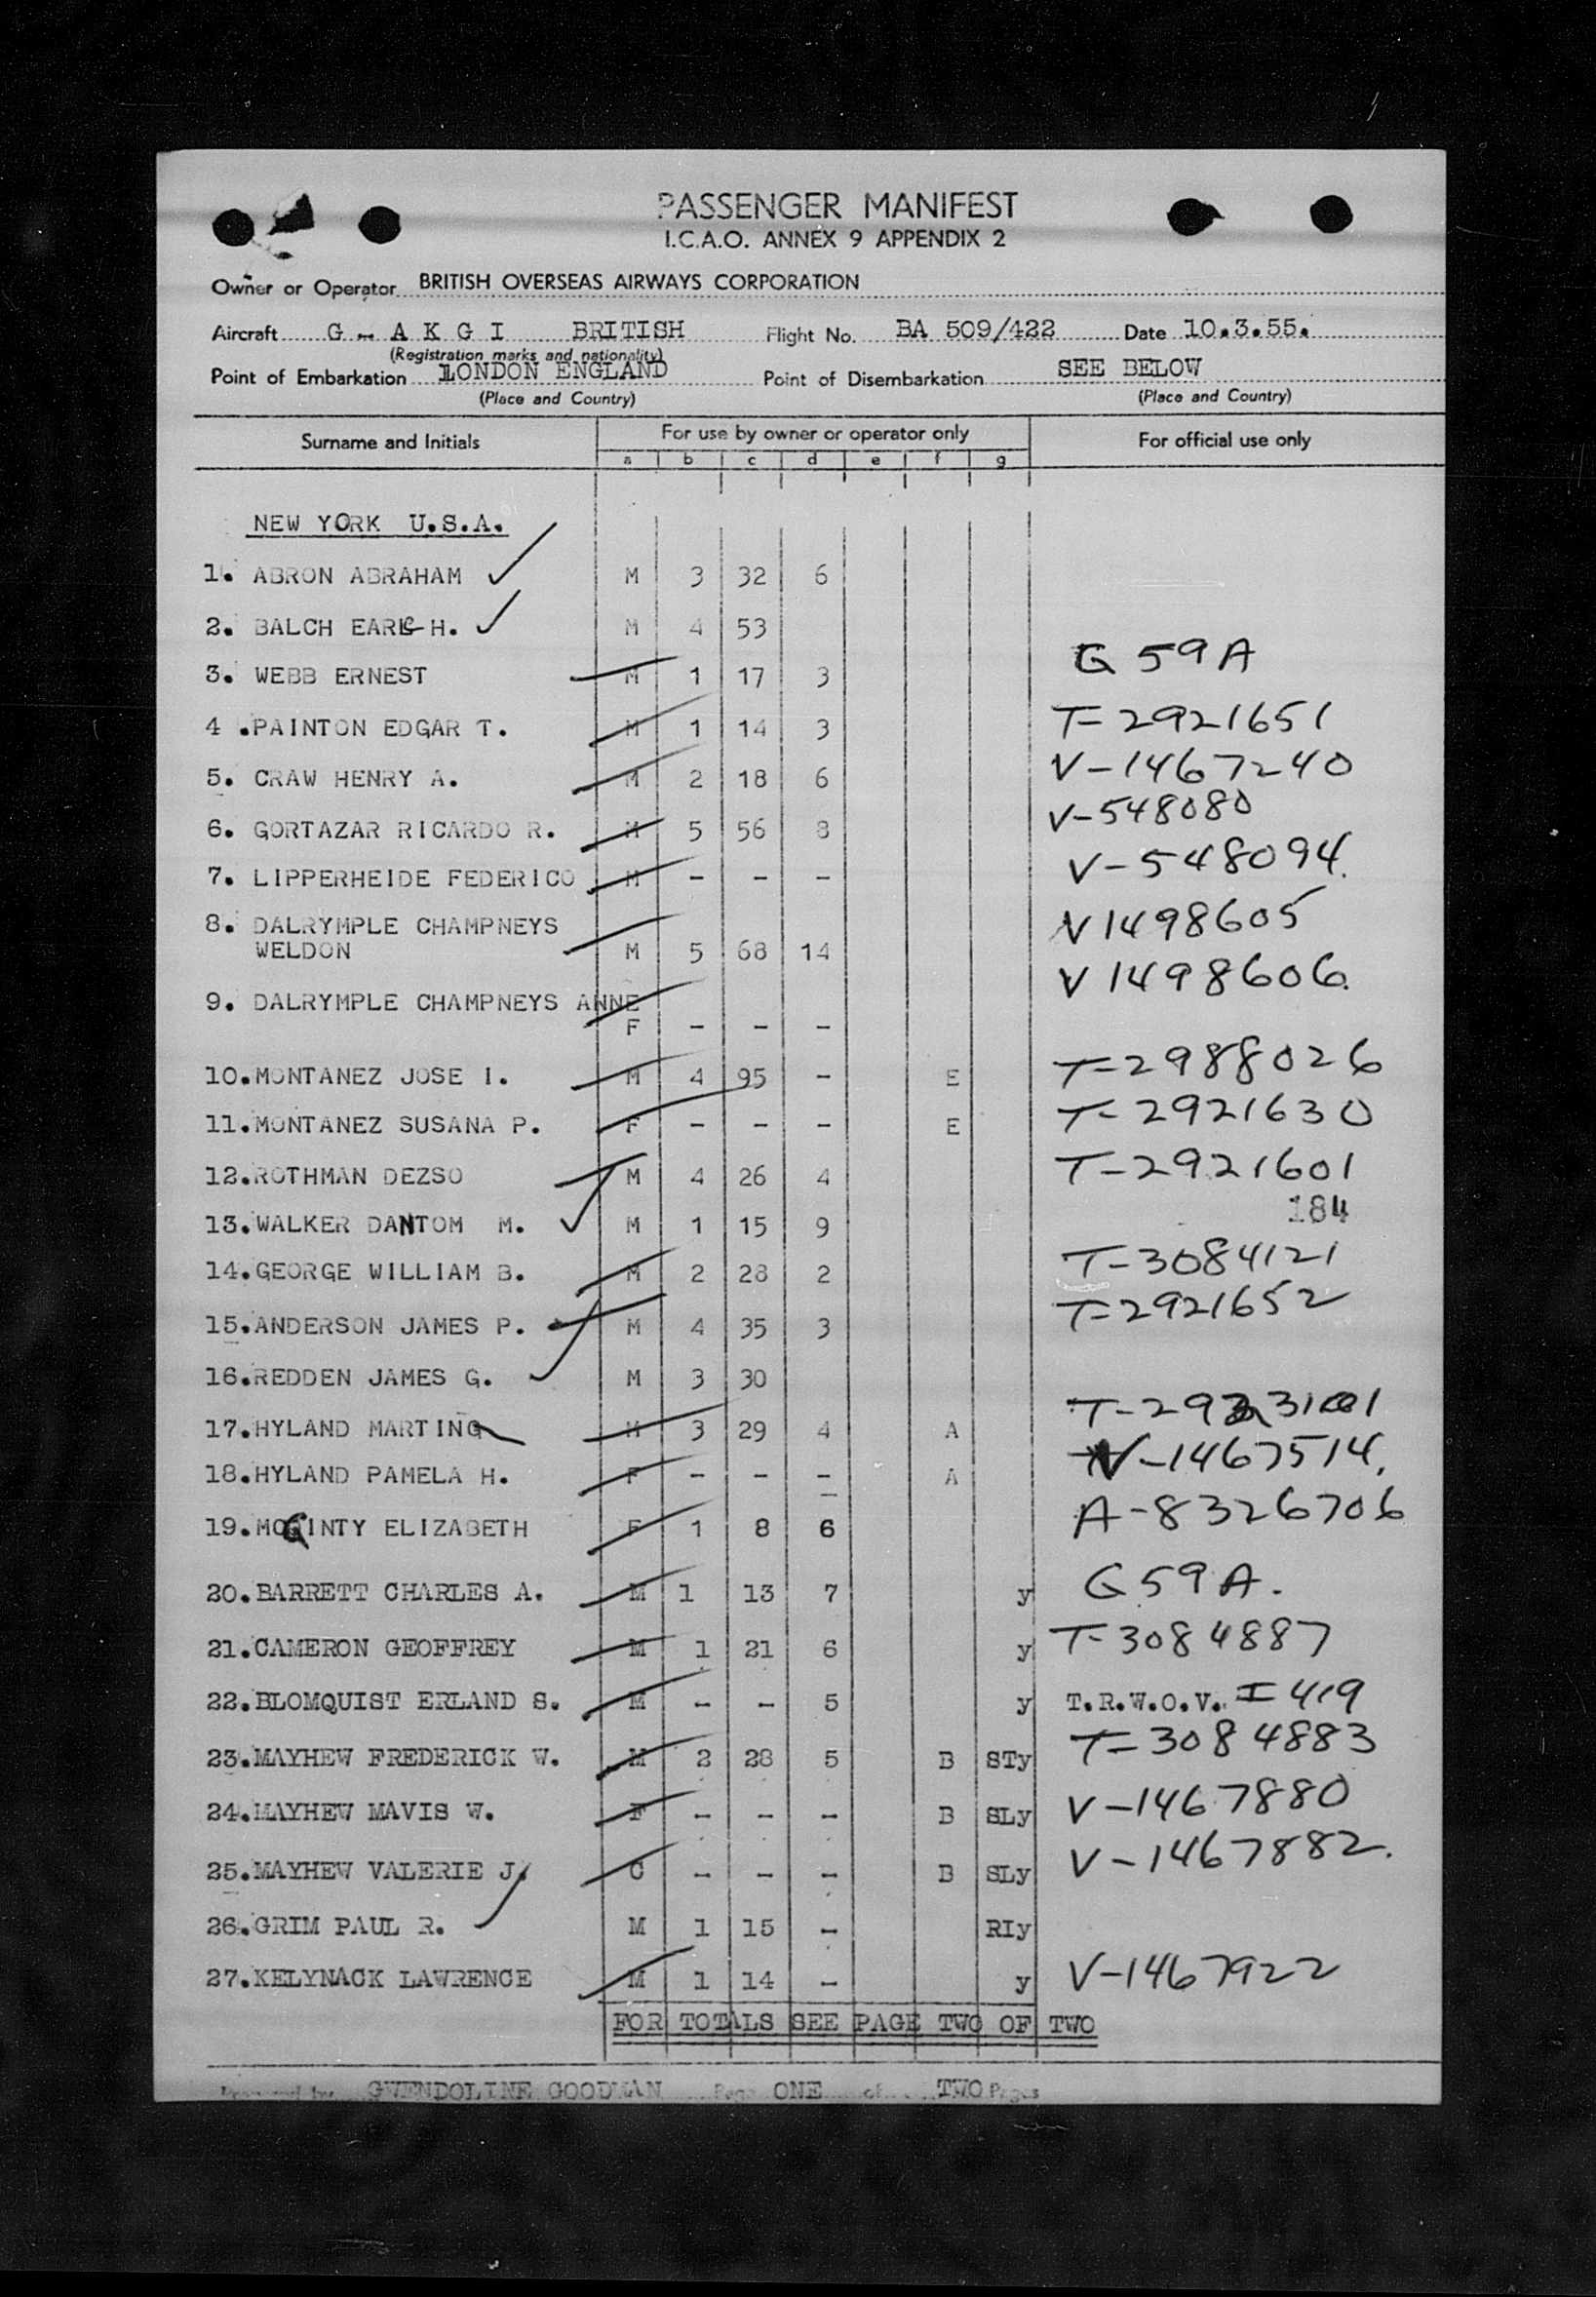 PASSENGER MANIFEST
I.C.A.O. ANNEX 9 APPENDIX 2
Owner or Operator BRITISH OVERSEAS AIRWAYS CORPORATION
Aircraft G - A K G I BRITISH Flight No. BA 509/422 Date 10.3.55.
(Registration marks and nationality)
Point of Embarkation LONDON ENGLAND Point of Disembarkation SEE BELOW
(Place and Country) (Place and Country)
Surname and Initials For use by owner or operator only For official use only
a b c d e f g
NEW YORK U.S.A.
1. ABRON ABRAHAM M 3 32 6
2. BALCH EARL H. M 4 53
3. WEBB ERNEST M 1 17 3 G 59A
4 .PAINTON EDGAR T. M 1 14 3 T-2921651
5. CRAW HENRY A. M 2 18 6 V-1467240
6. GORTAZAR RICARDO R. M 5 56 8 V-548080
7. LIPPERHEIDE FEDERICO M - - - V-548094.
8. DALRYMPLE CHAMPNEYS V1498605
WELDON M 5 68 14
9. DALRYMPLE CHAMPNEYS ANNE V 1498606.
F - - -
10.MONTANEZ JOSE I. M 4 95 - E T-2988026
11.MONTANEZ SUSANA P. F - - - E T-2921630
12.ROTHMAN DEZSO M 4 26 4 T-2921601
13.WALKER DANTOM M. M 1 15 9 184
14.GEORGE WILLIAM B. M 2 28 2 T-3084121
15.ANDERSON JAMES P. M 4 35 3 T-2921652
16.REDDEN JAMES G. M 3 30
17.HYLAND MARTING M 3 29 4 A
18.HYLAND PAMELA H. F - - - A V-1467514.
19.MCGINTY ELIZABETH F 1 8 6 A-8326706
20.BARRETT CHARLES A. M 1 13 7 y G59A.
21.CAMERON GEOFFREY M 1 21 6 y T-3084887
22.BLOMQUIST ERLAND S. M - - 5 y T.R.W.O.V. I 419
23.MAYHEW FREDERICK W. M 2 28 5 B STy T-3084883
24.MAYHEW MAVIS W. F - - - B SLy V-1467880
25.MAYHEW VALERIE J. C - - - B SLy V-1467882.
26.GRIM PAUL R. M 1 15 - RIy
27.KELYNACK LAWRENCE M 1 14 - y V-1467922
FOR TOTALS SEE PAGE TWO OF TWO
Prepared by GWENDOLINE GOODMAN Page ONE of TWO Pages